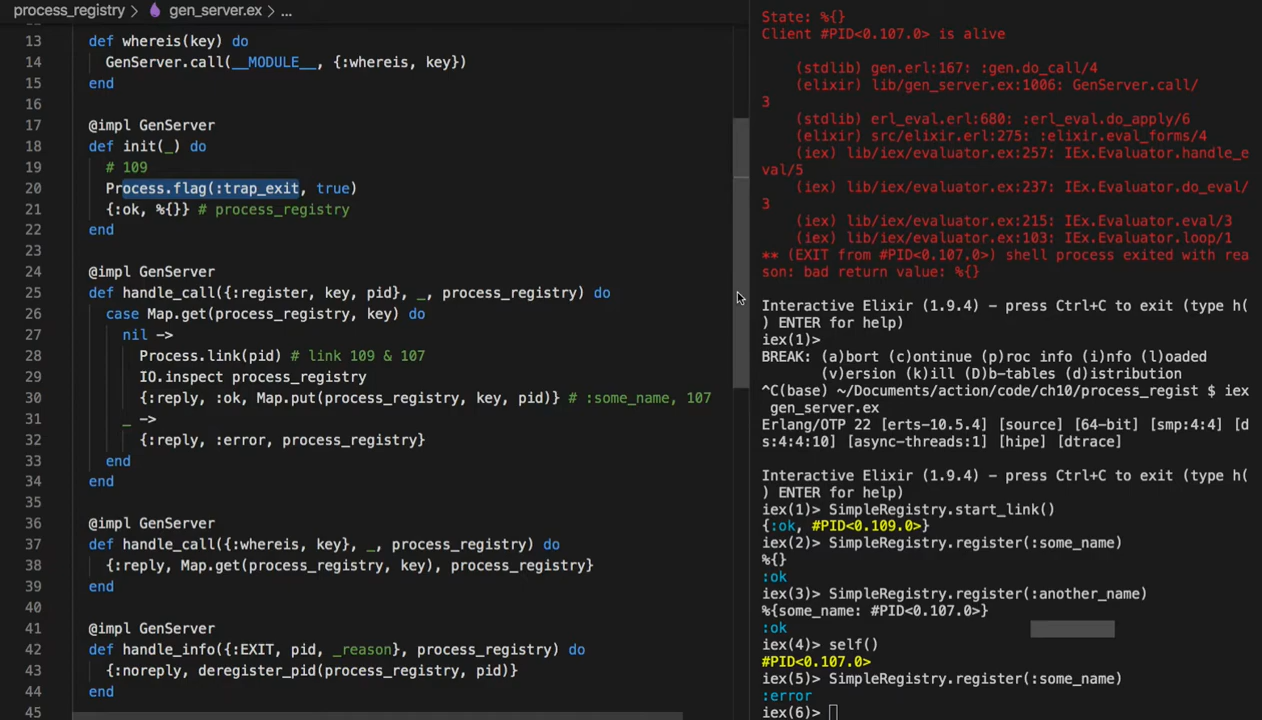 process_registry > gen_server.ex > ...
13 def whereis(key) do
14 GenServer.call(__MODULE__, {:whereis, key})
15 end
16
17 @impl GenServer
18 def init(_) do
19 # 109
20 Process.flag(:trap_exit, true)
21 {:ok, %{}} # process_registry
22 end
23
24 @impl GenServer
25 def handle_call({:register, key, pid}, _, process_registry) do
26 case Map.get(process_registry, key) do
27 nil ->
28 Process.link(pid) # link 109 & 107
29 IO.inspect process_registry
30 {:reply, :ok, Map.put(process_registry, key, pid)} # :some_name, 107
31 _ ->
32 {:reply, :error, process_registry}
33 end
34 end
35
36 @impl GenServer
37 def handle_call({:whereis, key}, _, process_registry) do
38 {:reply, Map.get(process_registry, key), process_registry}
39 end
40
41 @impl GenServer
42 def handle_info({:EXIT, pid, _reason}, process_registry) do
43 {:noreply, deregister_pid(process_registry, pid)}
44 end
45
State: %{}
Client #PID<0.107.0> is alive
(stdlib) gen.erl:167: :gen.do_call/4
(elixir) lib/gen_server.ex:1006: GenServer.call/
3
(stdlib) erl_eval.erl:680: :erl_eval.do_apply/6
(elixir) src/elixir.erl:275: :elixir.eval_forms/4
(iex) lib/iex/evaluator.ex:257: IEx.Evaluator.handle_e
val/5
(iex) lib/iex/evaluator.ex:237: IEx.Evaluator.do_eval/
3
(iex) lib/iex/evaluator.ex:215: IEx.Evaluator.eval/3
(iex) lib/iex/evaluator.ex:103: IEx.Evaluator.loop/1
** (EXIT from #PID<0.107.0>) shell process exited with rea
son: bad return value: %{}
Interactive Elixir (1.9.4) - press Ctrl+C to exit (type h(
) ENTER for help)
iex(1)>
BREAK: (a)bort (c)ontinue (p)roc info (i)nfo (l)oaded
(v)ersion (k)ill (D)b-tables (d)istribution
^C(base) ~/Documents/action/code/ch10/process_regist $ iex
gen_server.ex
Erlang/OTP 22 [erts-10.5.4] [source] [64-bit] [smp:4:4] [d
s:4:4:10] [async-threads:1] [hipe] [dtrace]
Interactive Elixir (1.9.4) - press Ctrl+C to exit (type h(
) ENTER for help)
iex(1)> SimpleRegistry.start_link()
{:ok, #PID<0.109.0>}
iex(2)> SimpleRegistry.register(:some_name)
%{}
:ok
iex(3)> SimpleRegistry.register(:another_name)
%{some_name: #PID<0.107.0>}
:ok
iex(4)> self()
#PID<0.107.0>
iex(5)> SimpleRegistry.register(:some_name)
:error
iex(6)>